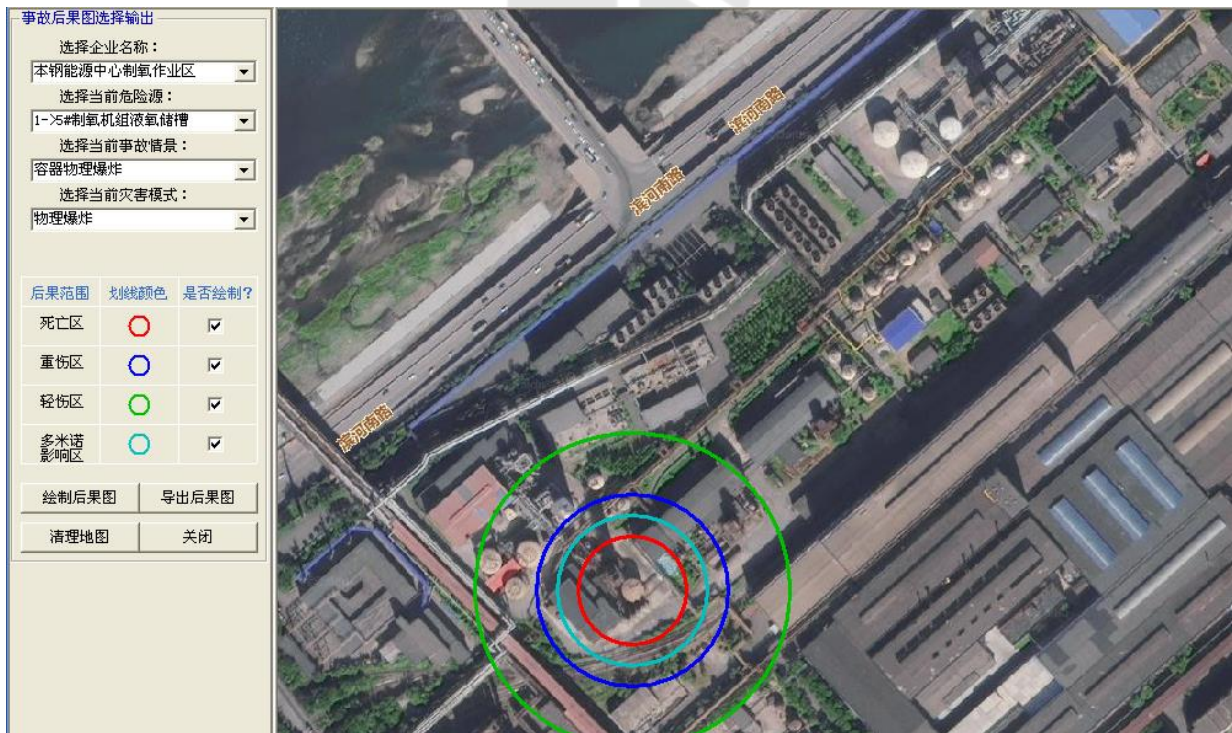 事故后果图选择输出
选择企业名称：
本钢能源中心制氧作业区
选择当前危险源：
1->5#制氧机组液氧储槽
选择当前事故情景：
容器物理爆炸
选择当前灾害模式：
物理爆炸
后果范围 划线颜色 是否绘制?
死亡区
重伤区
轻伤区
多米诺
影响区
绘制后果图 导出后果图
清理地图 关闭
滨河南路
滨河南路
滨河南路